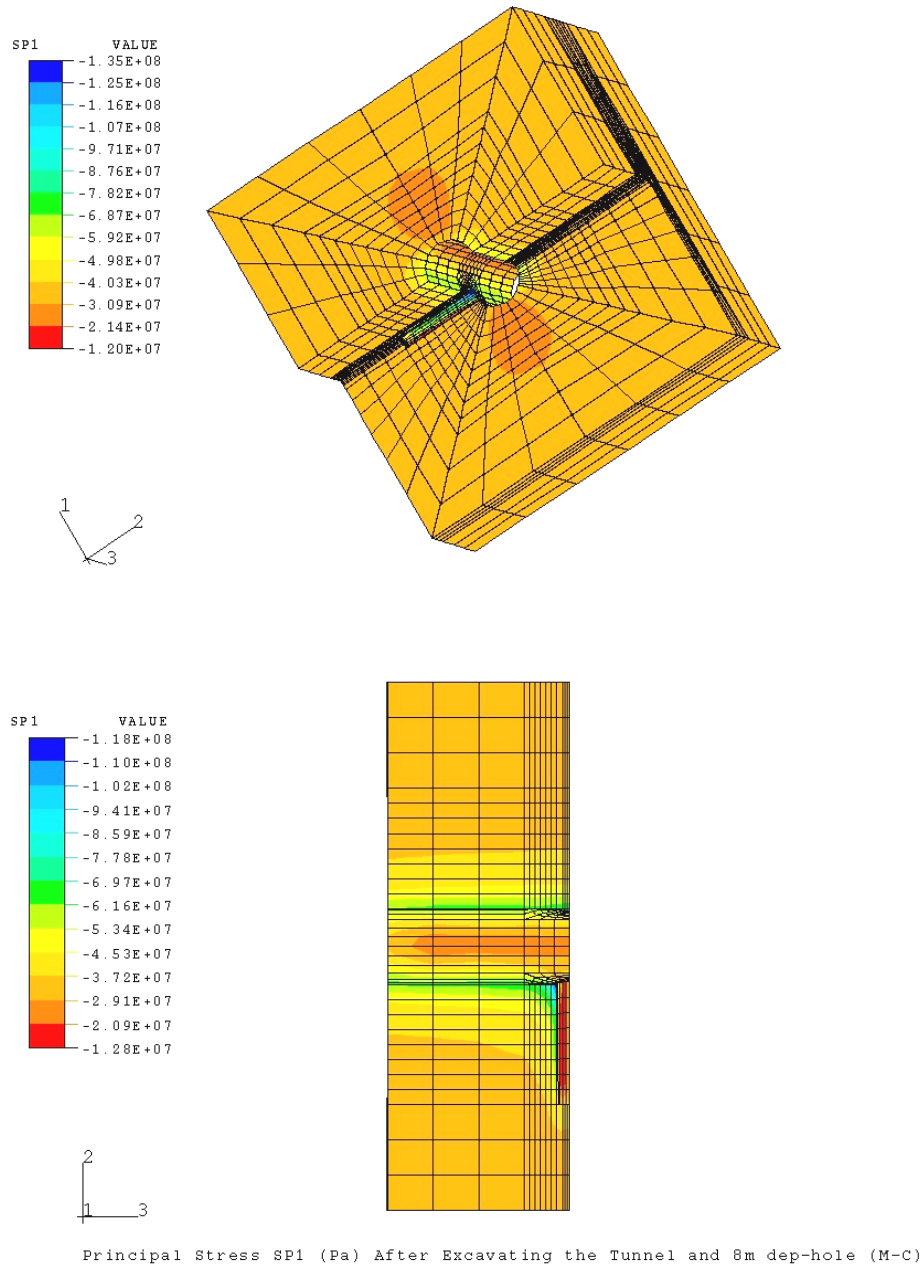 SP1 VALUE
-1.35E+08
-1.25E+08
-1.16E+08
-1.07E+08
-9.71E+07
-8.76E+07
-7.82E+07
-6.87E+07
-5.92E+07
-4.98E+07
-4.03E+07
-3.09E+07
-2.14E+07
-1.20E+07
1
2
3
SP1 VALUE
-1.18E+08
-1.10E+08
-1.02E+08
-9.41E+07
-8.59E+07
-7.78E+07
-6.97E+07
-6.16E+07
-5.34E+07
-4.53E+07
-3.72E+07
-2.91E+07
-2.09E+07
-1.28E+07
2
1 3
Principal Stress SP1 (Pa) After Excavating the Tunnel and 8m dep-hole (M-C)